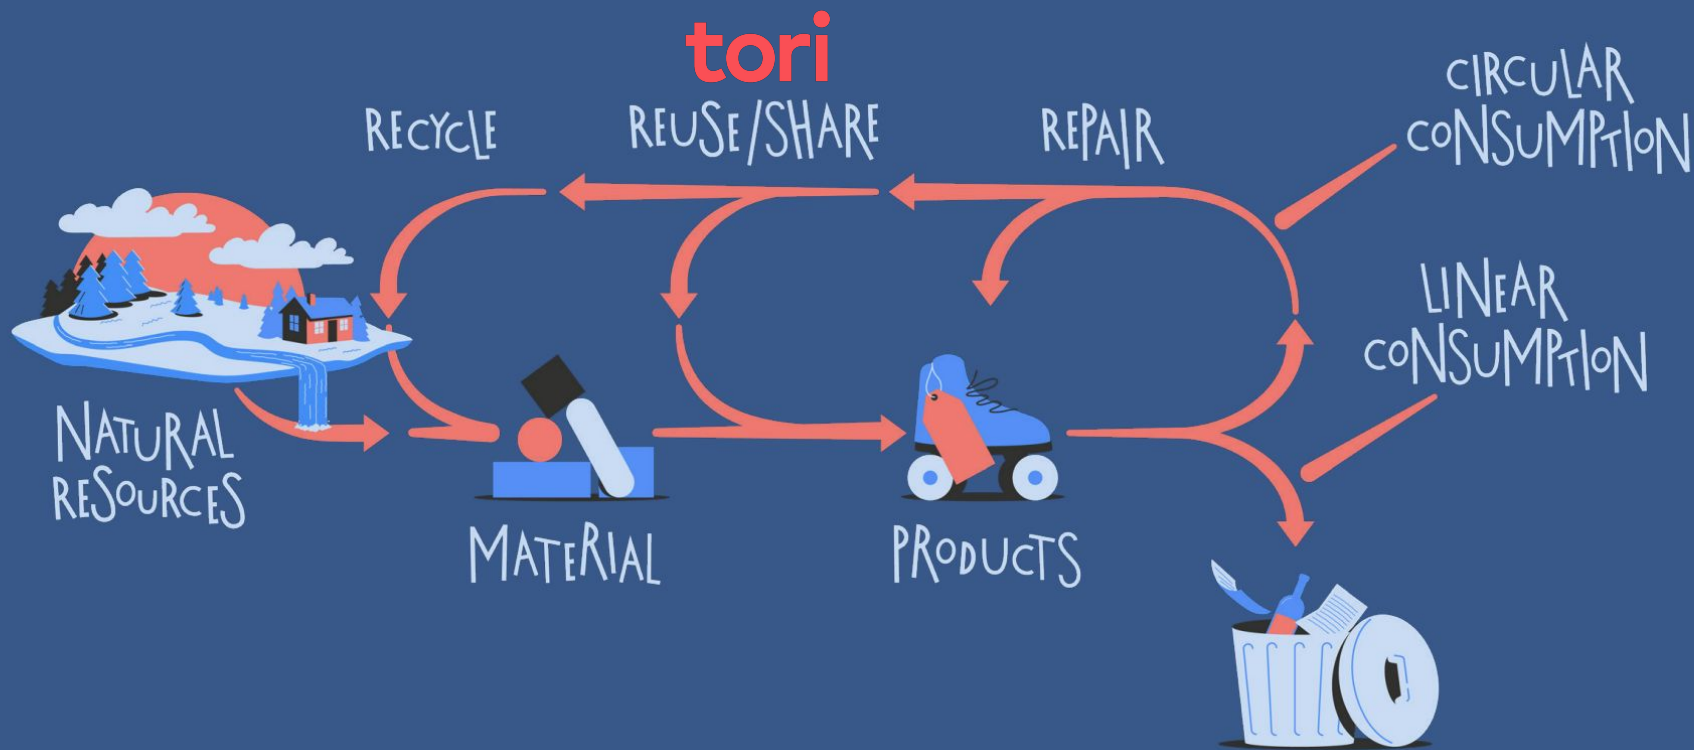 tori
RECYCLE
REUSE/SHARE
REPAIR
CIRCULAR
CONSUMPTION
LINEAR
CONSUMPTION
NATURAL
RESOURCES
MATERIAL
PRODUCTS